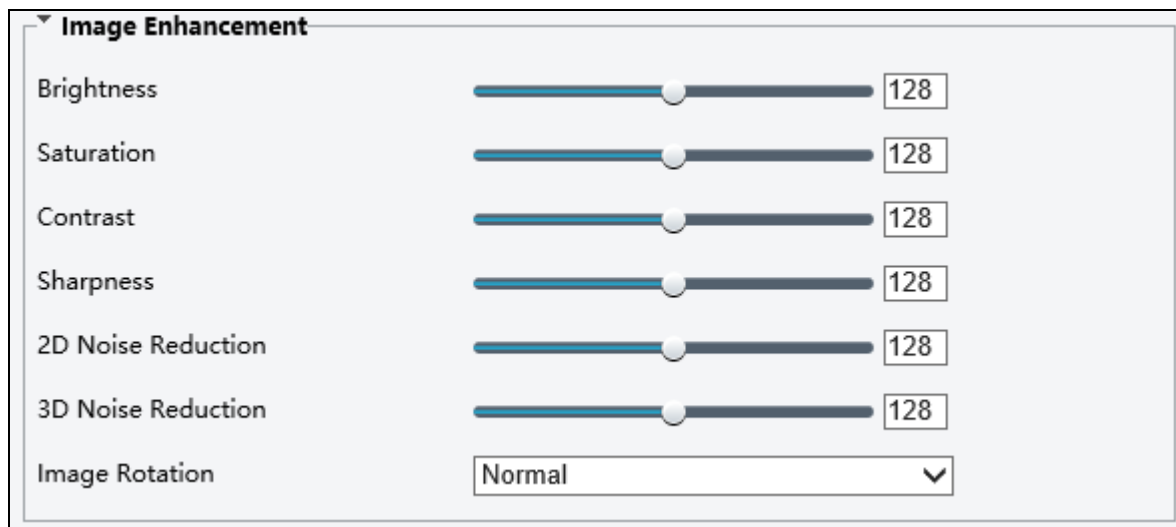 Image Enhancement
Brightness 128
Saturation 128
Contrast 128
Sharpness 128
2D Noise Reduction 128
3D Noise Reduction 128
Image Rotation Normal